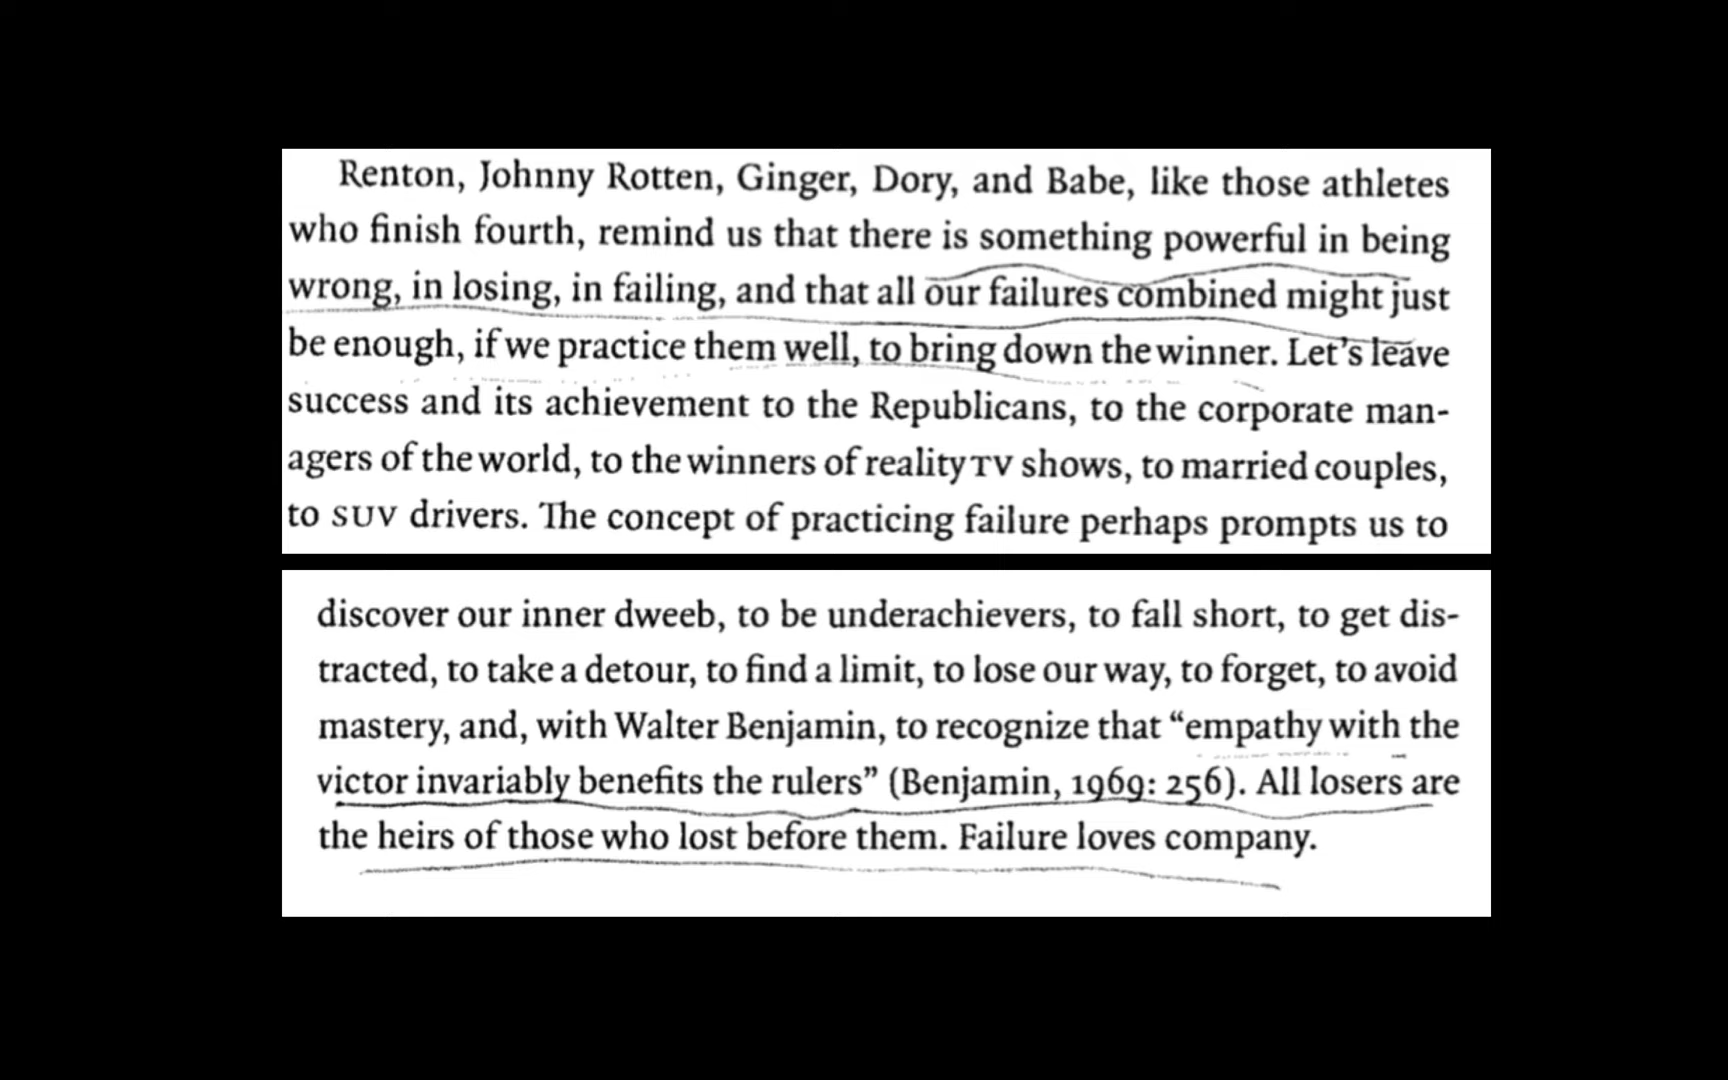 Renton, Johnny Rotten, Ginger, Dory, and Babe, like those athletes
who finish fourth, remind us that there is something powerful in being
wrong, in losing, in failing, and that all our failures combined might just
be enough, if we practice them well, to bring down the winner. Let's leave
success and its achievement to the Republicans, to the corporate man-
agers of the world, to the winners of reality TV shows, to married couples,
to SUV drivers. The concept of practicing failure perhaps prompts us to
discover our inner dweeb, to be underachievers, to fall short, to get dis-
tracted, to take a detour, to find a limit, to lose our way, to forget, to avoid
mastery, and, with Walter Benjamin, to recognize that “empathy with the
victor invariably benefits the rulers” (Benjamin, 1969: 256). All losers are
the heirs of those who lost before them. Failure loves company.